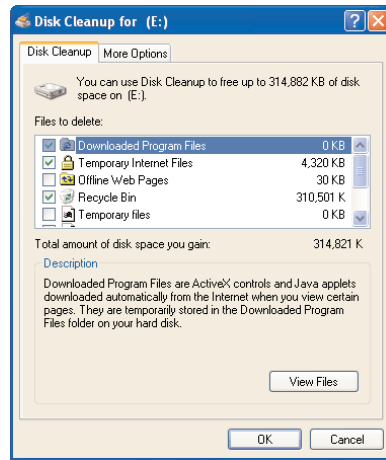 Disk Cleanup for (E:)
Disk Cleanup
More Options
You can use Disk Cleanup to free up to 314,882 KB of disk
space on (E:).
Files to delete:
Downloaded Program Files 0 KB
Temporary Internet Files 4,320 KB
Offline Web Pages 30 KB
Recycle Bin 310,501 K
Temporary files 0 KB
Total amount of disk space you gain: 314,821 K
Description
Downloaded Program Files are ActiveX controls and Java applets
downloaded automatically from the Internet when you view certain
pages. They are temporarily stored in the Downloaded Program
Files folder on your hard disk.
View Files
OK Cancel